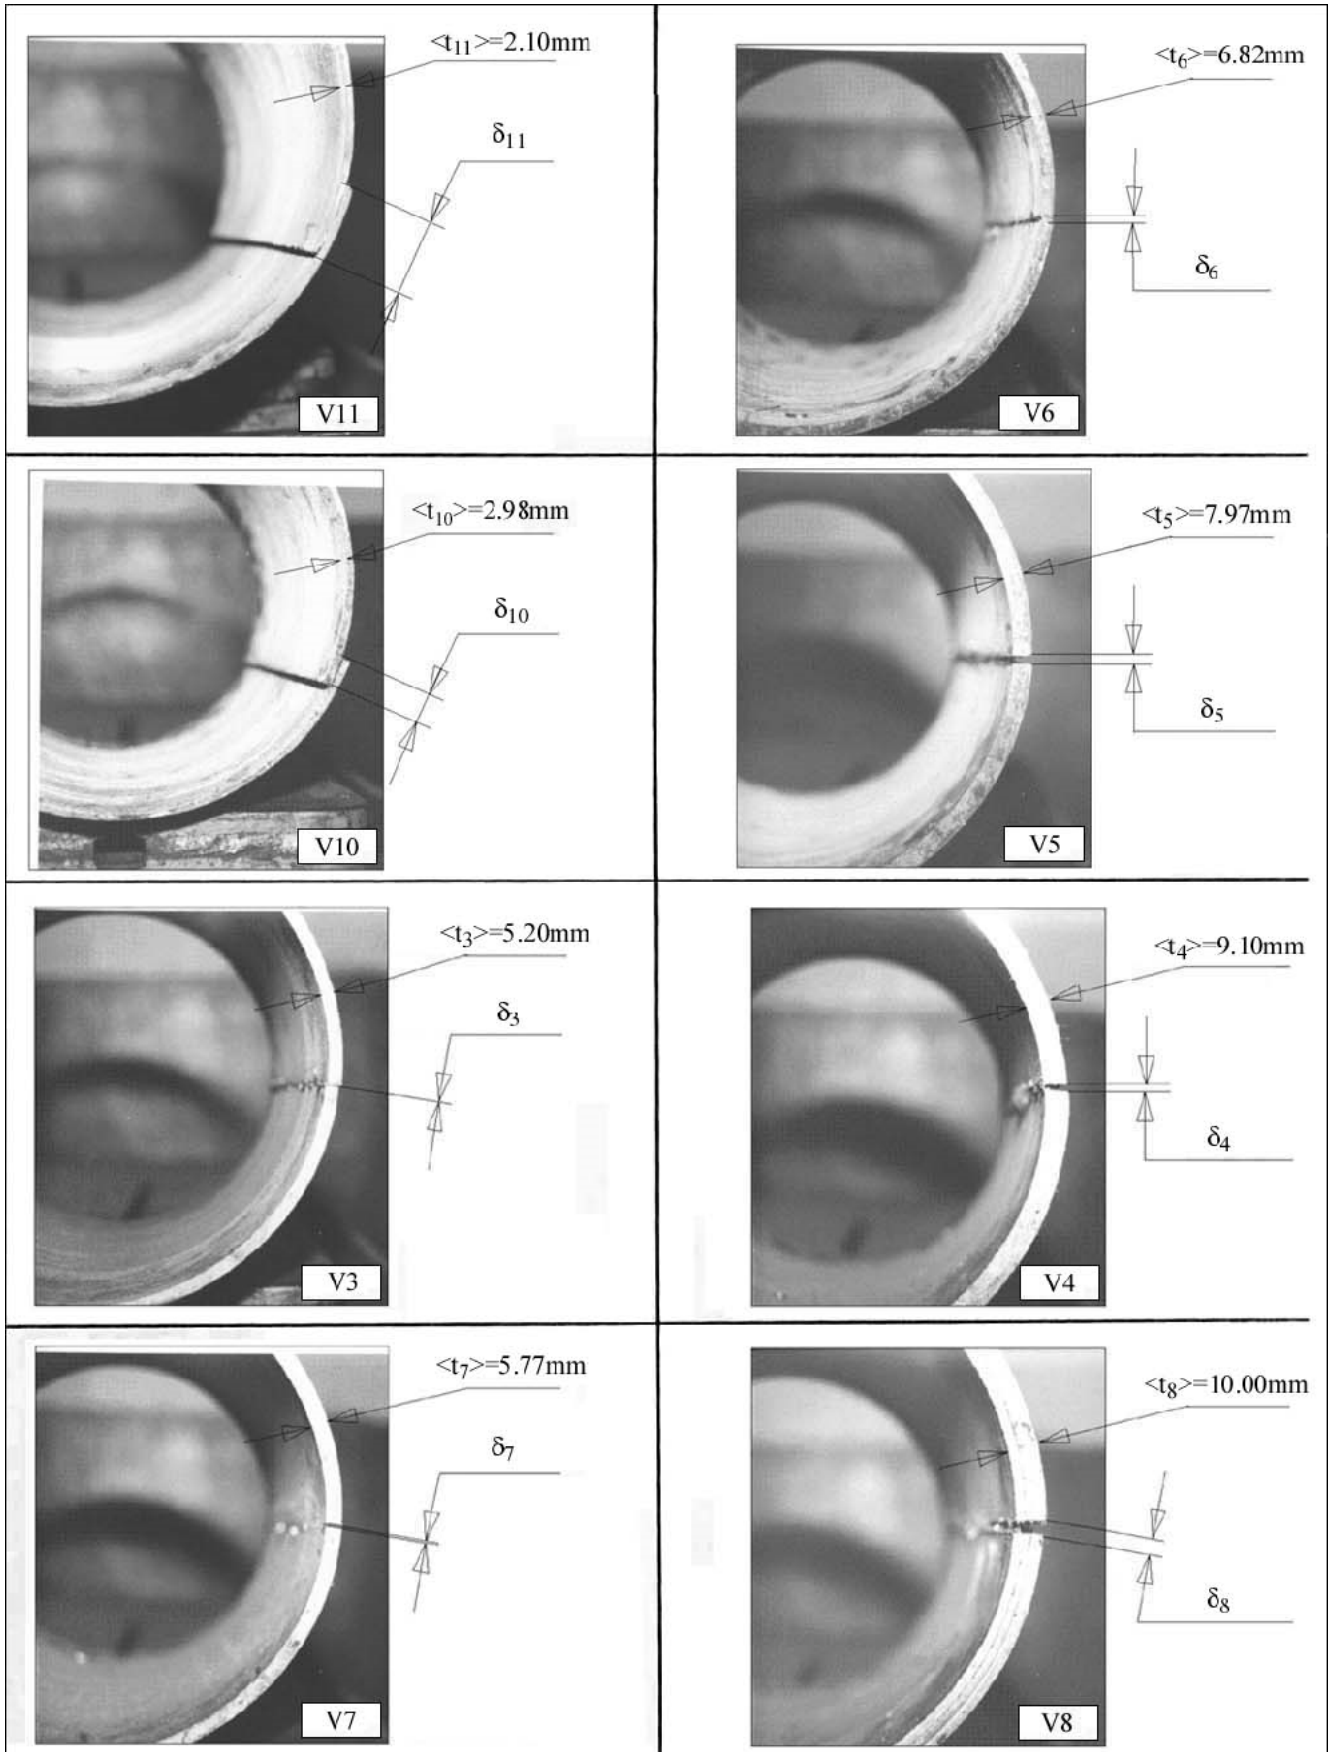 <t₁₁>=2.10mm
δ₁₁
V11
<t₆>=6.82mm
δ₆
V6
<t₁₀>=2.98mm
δ₁₀
V10
<t₅>=7.97mm
δ₅
V5
<t₃>=5.20mm
δ₃
V3
<t₄>=9.10mm
δ₄
V4
<t₇>=5.77mm
δ₇
V7
<t₈>=10.00mm
δ₈
V8